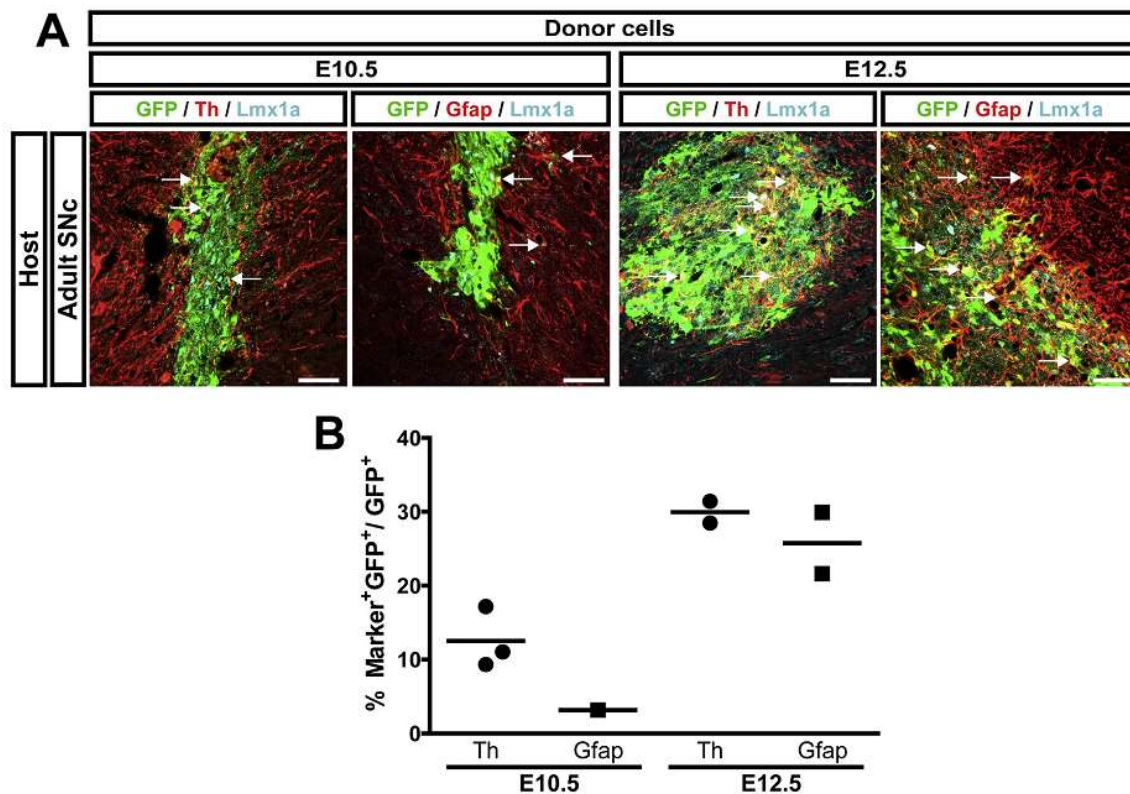 A
Donor cells
E10.5
E12.5
GFP / Th / Lmx1a
GFP / Gfap / Lmx1a
GFP / Th / Lmx1a
GFP / Gfap / Lmx1a
Host
Adult SNc
B
% Marker⁺GFP⁺/ GFP⁺
40
30
20
10
0
Th
Gfap
Th
Gfap
E10.5
E12.5